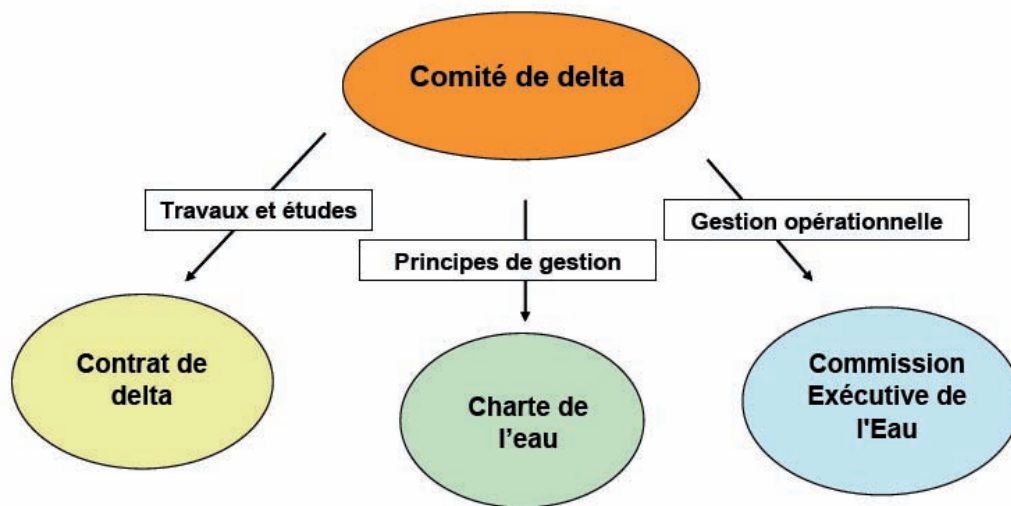 Comité de delta
Travaux et études
Gestion opérationnelle
Principes de gestion
Contrat de
delta
Charte de
l’eau
Commission
Exécutive de
l'Eau